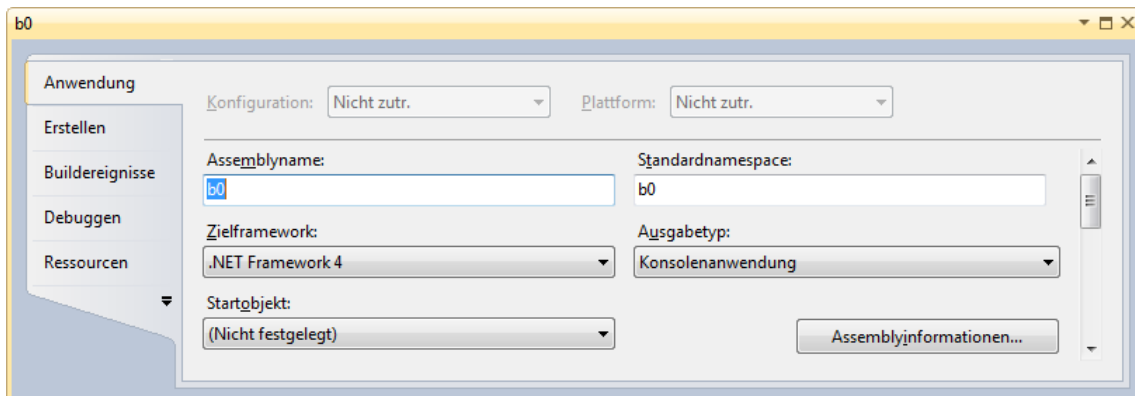 b0
Anwendung
Erstellen
Buildereignisse
Debuggen
Ressourcen
Konfiguration: Nicht zutr. Plattform: Nicht zutr.
Assemblyname: Standardnamespace:
b0 b0
Zielframework: Ausgabetyp:
.NET Framework 4 Konsolenanwendung
Startobjekt:
(Nicht festgelegt) Assemblyinformationen...